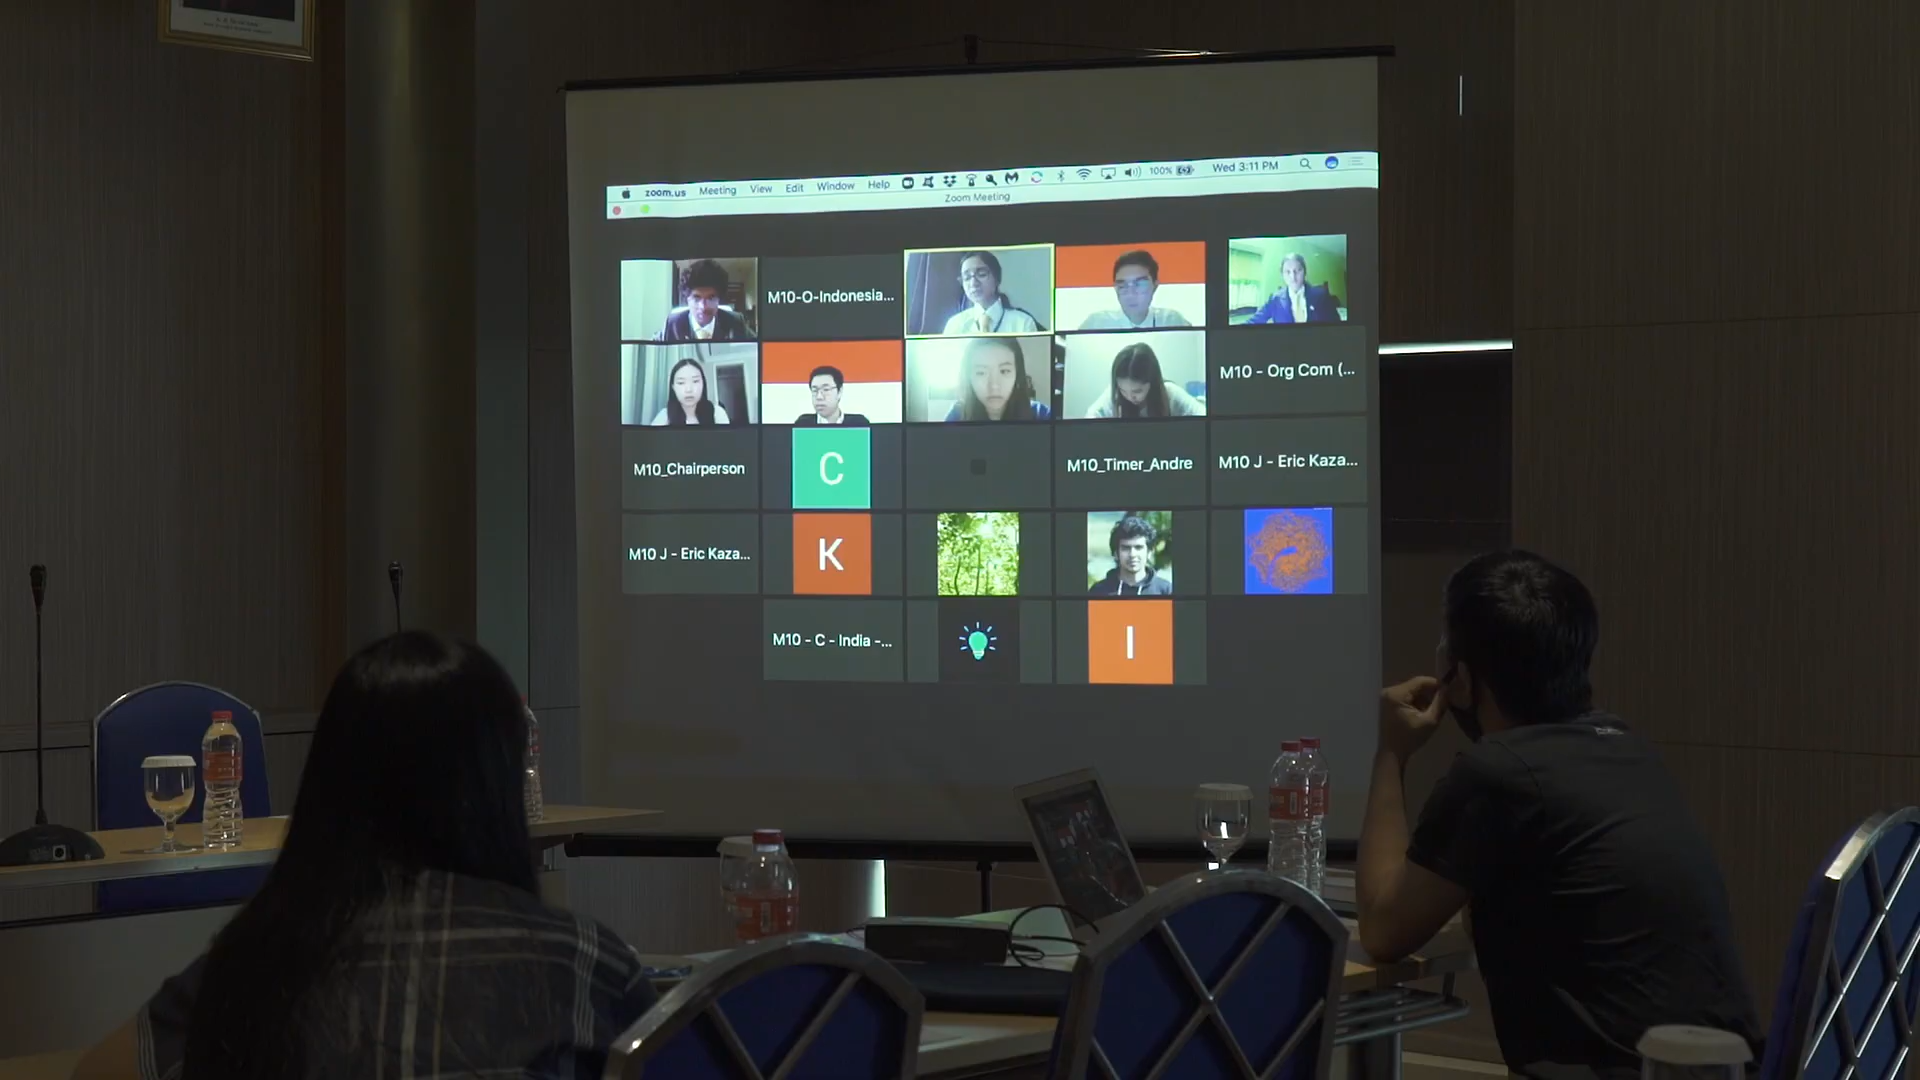 zoom.us Meeting View Edit Window Help 100% Wed 3:11 PM
Zoom Meeting
M10-O-Indonesia...
M10 - Org Com (...
M10_Chairperson
C
M10_Timer_Andre
M10 J - Eric Kaza...
M10 J - Eric Kaza...
K
M10 - C - India -...
I